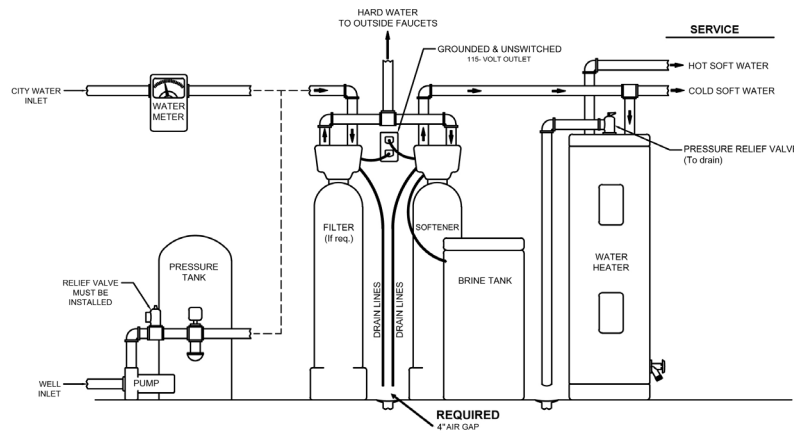 HARD WATER
TO OUTSIDE FAUCETS
SERVICE
GROUNDED & UNSWITCHED
115- VOLT OUTLET
HOT SOFT WATER
CITY WATER
INLET
WATER
METER
COLD SOFT WATER
PRESSURE RELIEF VALVE
(To drain)
FILTER
(If req.)
SOFTENER
PRESSURE
TANK
WATER
HEATER
RELIEF VALVE
MUST BE
INSTALLED
BRINE TANK
DRAIN LINES
DRAIN LINES
WELL
INLET
PUMP
REQUIRED
4" AIR GAP